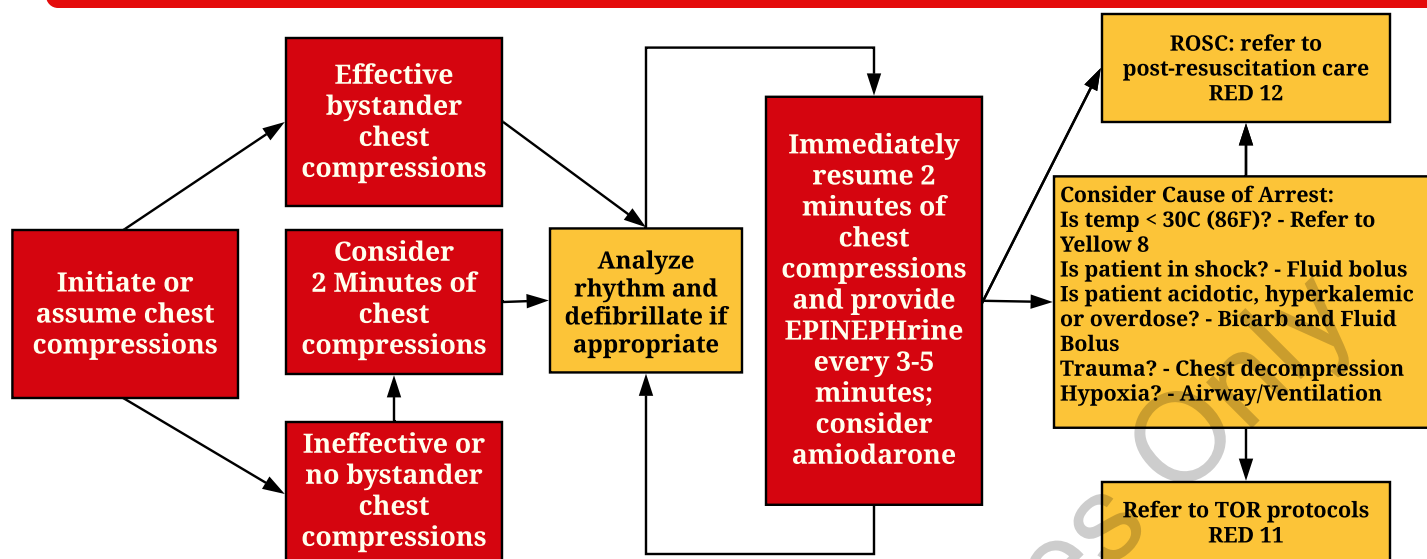 Effective
bystander
chest
compressions
Initiate or
assume chest
compressions
Consider
2 Minutes of
chest
compressions
Ineffective or
no bystander
chest
compressions
Analyze
rhythm and
defibrillate if
appropriate
Immediately
resume 2
minutes of
chest
compressions
and provide
EPINEPHrine
every 3-5
minutes;
consider
amiodarone
ROSC: refer to
post-resuscitation care
RED 12
Consider Cause of Arrest:
Is temp < 30C (86F)? - Refer to
Yellow 8
Is patient in shock? - Fluid bolus
Is patient acidotic, hyperkalemic
or overdose? - Bicarb and Fluid
Bolus
Trauma? - Chest decompression
Hypoxia? - Airway/Ventilation
Refer to TOR protocols
RED 11
Only